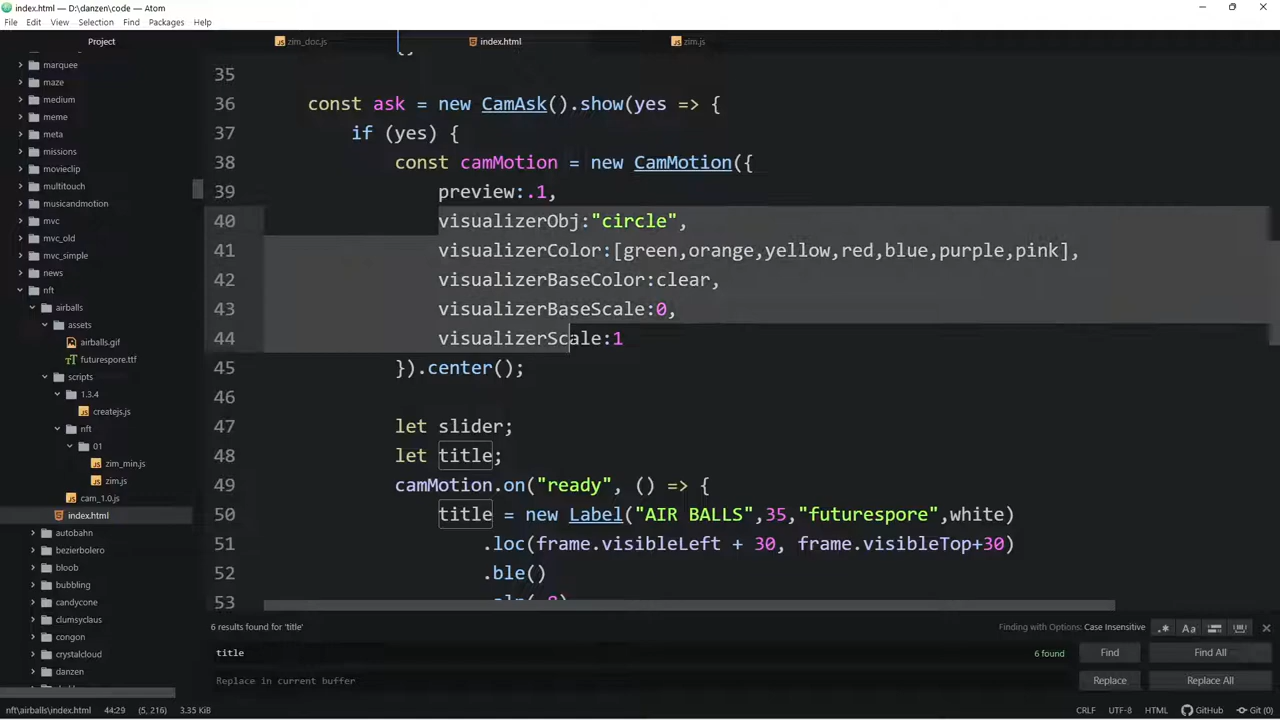 index.html — D:\danzen\code — Atom
File Edit View Selection Find Packages Help
Project
zim_doc.js
index.html
zim.js
marquee
maze
medium
meme
meta
missions
movieclip
multitouch
musicandmotion
mvc
mvc_old
mvc_simple
news
nft
airballs
assets
airballs.gif
futurespore.ttf
scripts
1.3.4
createjs.js
nft
01
zim_min.js
zim.js
cam_1.0.js
index.html
autobahn
bezierbolero
bloob
bubbling
candycone
clumsyclaus
congon
crystalcloud
danzen
35
36 const ask = new CamAsk().show(yes => {
37 if (yes) {
38 const camMotion = new CamMotion({
39 preview:.1,
40 visualizerObj:"circle",
41 visualizerColor:[green,orange,yellow,red,blue,purple,pink],
42 visualizerBaseColor:clear,
43 visualizerBaseScale:0,
44 visualizerScale:1
45 }).center();
46
47 let slider;
48 let title;
49 camMotion.on("ready", () => {
50 title = new Label("AIR BALLS",35,"futurespore",white)
51 .loc(frame.visibleLeft + 30, frame.visibleTop+30)
52 .ble()
53
6 results found for 'title'
Finding with Options: Case Insensitive
.* Aa
title
6 found
Find
Find All
Replace in current buffer
Replace
Replace All
nft\airballs\index.html 44:29 (5, 216) 3.35 KiB
CRLF UTF-8 HTML GitHub Git (0)